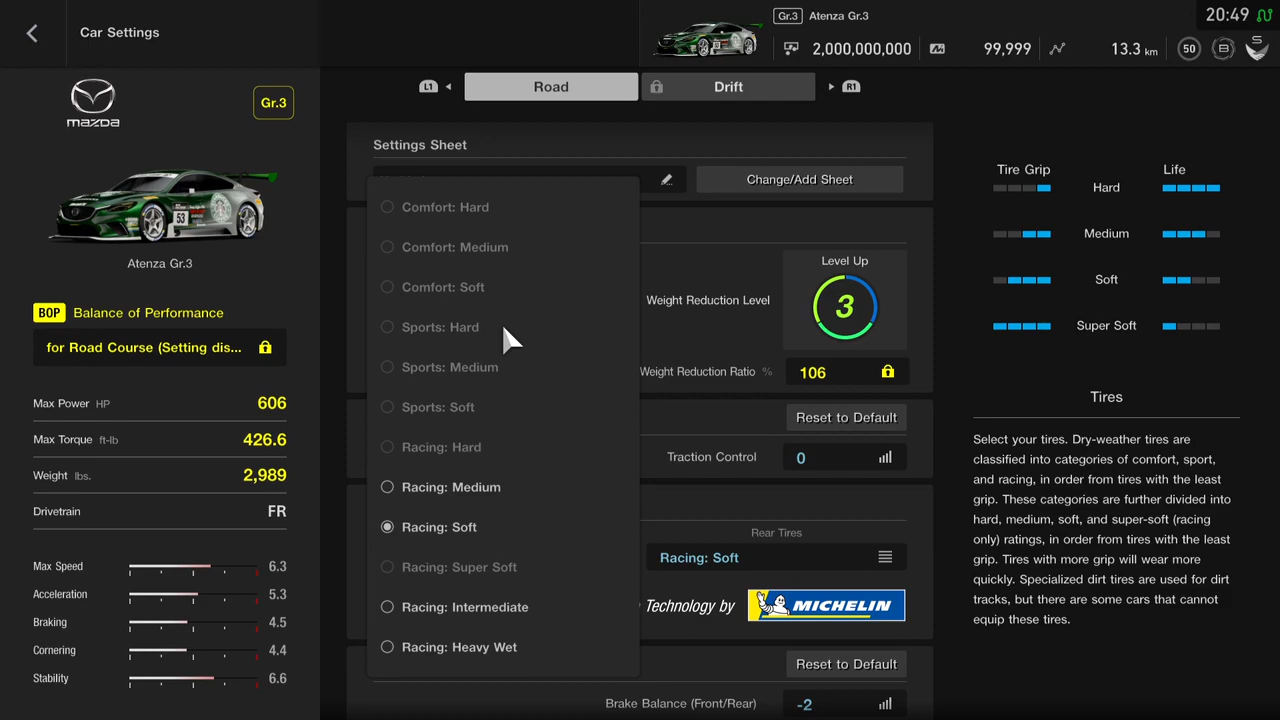 Car Settings
Gr.3 Atenza Gr.3
20:49
2,000,000,000
99,999
13.3 km
50
B
S
mazda
Gr.3
53
Atenza Gr.3
BOP Balance of Performance
for Road Course (Setting dis...
Max Power HP 606
Max Torque ft-lb 426.6
Weight lbs. 2,989
Drivetrain FR
Max Speed 6.3
Acceleration 5.3
Braking 4.5
Cornering 4.4
Stability 6.6
L1 Road Drift R1
Settings Sheet
Change/Add Sheet
Comfort: Hard
Comfort: Medium
Comfort: Soft
Sports: Hard
Sports: Medium
Sports: Soft
Racing: Hard
Racing: Medium
Racing: Soft
Racing: Super Soft
Racing: Intermediate
Racing: Heavy Wet
Level Up
Weight Reduction Level 3
Weight Reduction Ratio % 106
Reset to Default
Traction Control 0
Rear Tires
Racing: Soft
Technology by MICHELIN
Reset to Default
Brake Balance (Front/Rear) -2
Tire Grip Life
Hard
Medium
Soft
Super Soft
Tires
Select your tires. Dry-weather tires are
classified into categories of comfort, sport,
and racing, in order from tires with the least
grip. These categories are further divided into
hard, medium, soft, and super-soft (racing
only) ratings, in order from tires with the least
grip. Tires with more grip will wear more
quickly. Specialized dirt tires are used for dirt
tracks, but there are some cars that cannot
equip these tires.